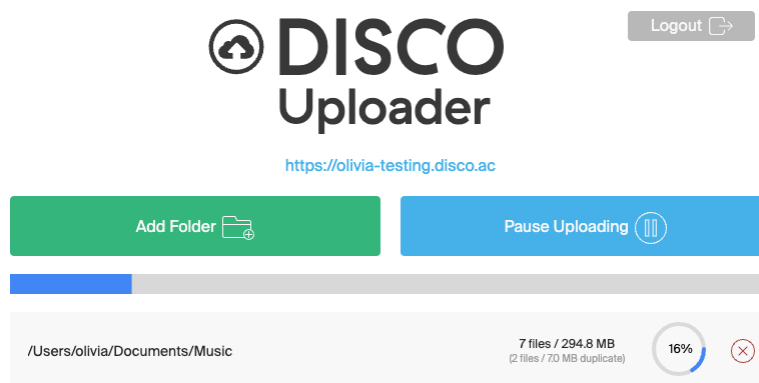 Logout
DISCO
Uploader
https://olivia-testing.disco.ac
Add Folder
Pause Uploading
/Users/olivia/Documents/Music
7 files / 294.8 MB
(2 files / 7.0 MB duplicate)
16%